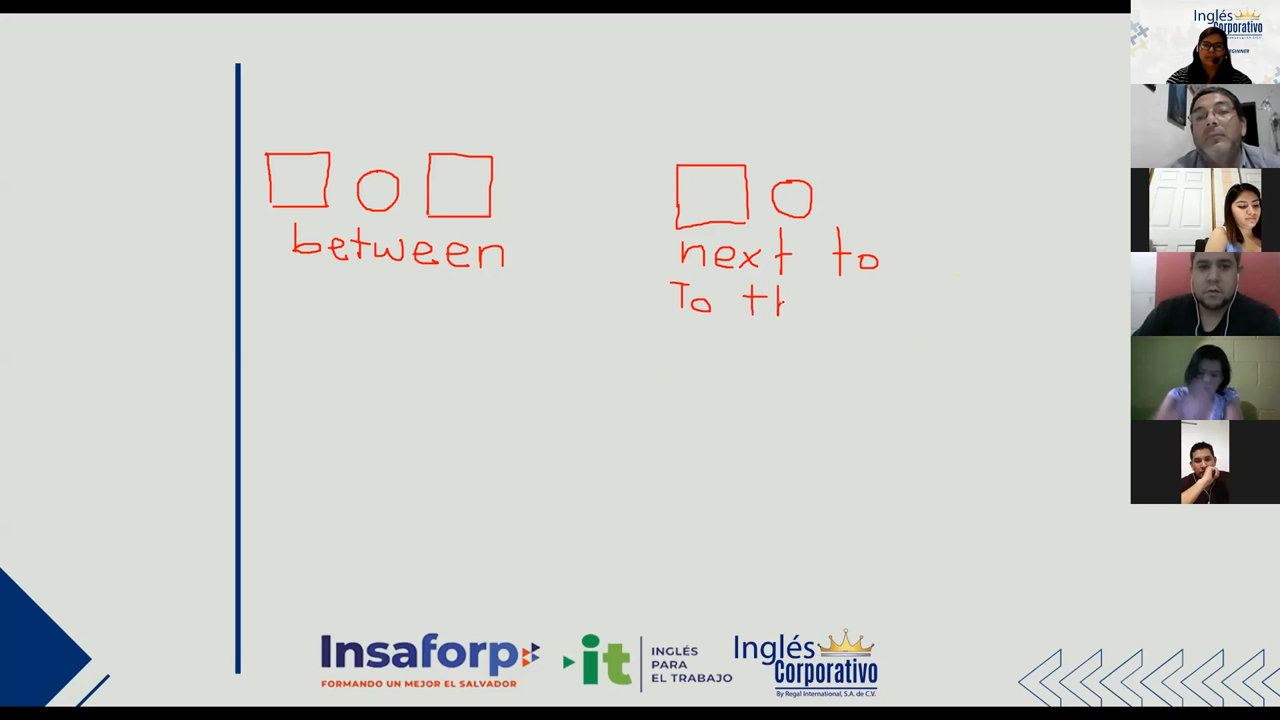 Inglés
Corporativo
between
next to
To th
Insaforp
FORMANDO UN MEJOR EL SALVADOR
it
INGLÉS
PARA
EL TRABAJO
Inglés
Corporativo
By Regal International, S.A. de C.V.